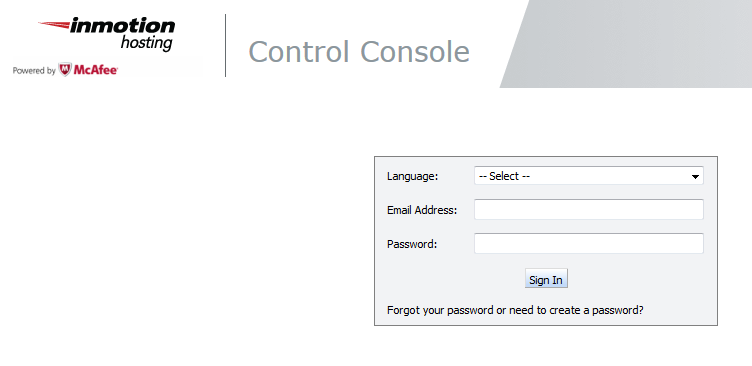 inmotion
hosting
Powered by McAfee
Control Console
Language: -- Select --
Email Address:
Password:
Sign In
Forgot your password or need to create a password?